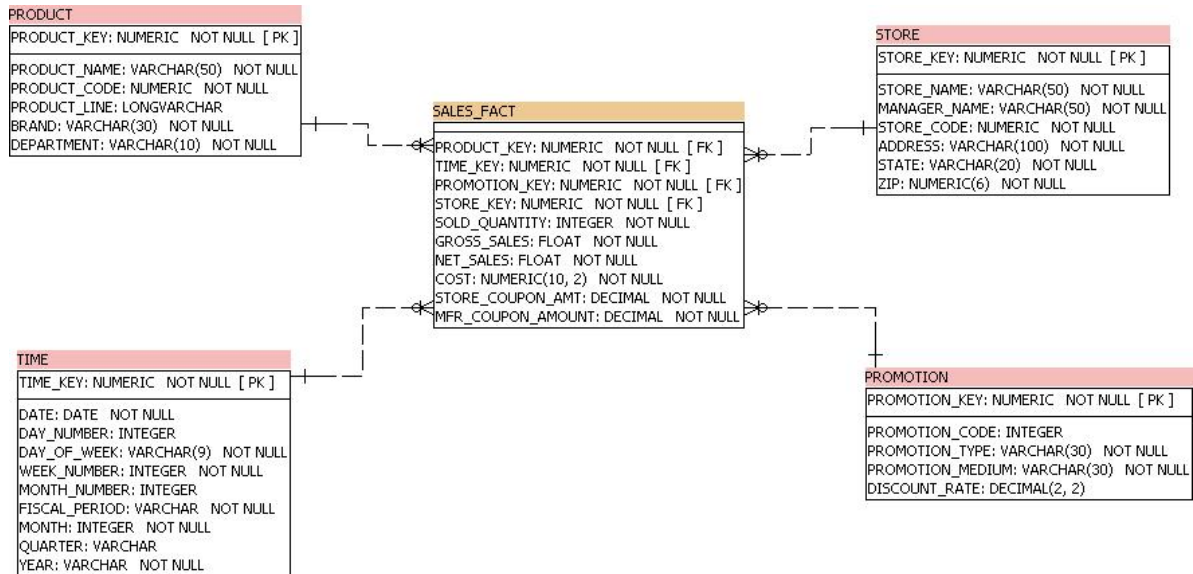 PRODUCT
PRODUCT_KEY: NUMERIC NOT NULL [ PK ]
PRODUCT_NAME: VARCHAR(50) NOT NULL
PRODUCT_CODE: NUMERIC NOT NULL
PRODUCT_LINE: LONGVARCHAR
BRAND: VARCHAR(30) NOT NULL
DEPARTMENT: VARCHAR(10) NOT NULL
STORE
STORE_KEY: NUMERIC NOT NULL [ PK ]
STORE_NAME: VARCHAR(50) NOT NULL
MANAGER_NAME: VARCHAR(50) NOT NULL
STORE_CODE: NUMERIC NOT NULL
ADDRESS: VARCHAR(100) NOT NULL
STATE: VARCHAR(20) NOT NULL
ZIP: NUMERIC(6) NOT NULL
SALES_FACT
PRODUCT_KEY: NUMERIC NOT NULL [ FK ]
TIME_KEY: NUMERIC NOT NULL [ FK ]
PROMOTION_KEY: NUMERIC NOT NULL [ FK ]
STORE_KEY: NUMERIC NOT NULL [ FK ]
SOLD_QUANTITY: INTEGER NOT NULL
GROSS_SALES: FLOAT NOT NULL
NET_SALES: FLOAT NOT NULL
COST: NUMERIC(10, 2) NOT NULL
STORE_COUPON_AMT: DECIMAL NOT NULL
MFR_COUPON_AMOUNT: DECIMAL NOT NULL
TIME
TIME_KEY: NUMERIC NOT NULL [ PK ]
DATE: DATE NOT NULL
DAY_NUMBER: INTEGER
DAY_OF_WEEK: VARCHAR(9) NOT NULL
WEEK_NUMBER: INTEGER NOT NULL
MONTH_NUMBER: INTEGER
FISCAL_PERIOD: VARCHAR NOT NULL
MONTH: INTEGER NOT NULL
QUARTER: VARCHAR
YEAR: VARCHAR NOT NULL
PROMOTION
PROMOTION_KEY: NUMERIC NOT NULL [ PK ]
PROMOTION_CODE: INTEGER
PROMOTION_TYPE: VARCHAR(30) NOT NULL
PROMOTION_MEDIUM: VARCHAR(30) NOT NULL
DISCOUNT_RATE: DECIMAL(2, 2)